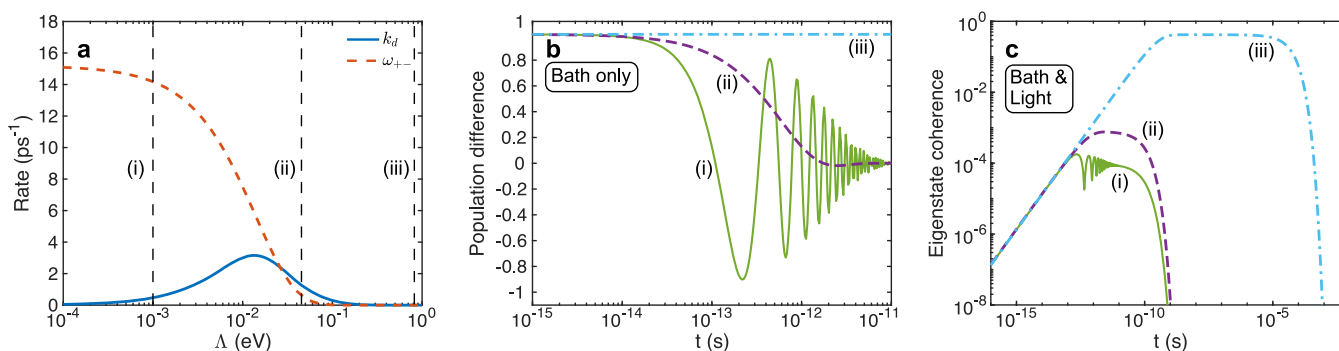 a
k_d
ω_{+-}
(i)
(ii)
(iii)
Rate (ps⁻¹)
18
16
14
12
10
8
6
4
2
0
10⁻⁴
10⁻³
10⁻²
10⁻¹
10⁰
Λ (eV)
b
Bath only
(i)
(ii)
(iii)
Population difference
1
0.8
0.6
0.4
0.2
0
-0.2
-0.4
-0.6
-0.8
-1
10⁻¹⁵
10⁻¹⁴
10⁻¹³
10⁻¹²
10⁻¹¹
t (s)
c
Bath &
Light
(iii)
(ii)
(i)
Eigenstate coherence
10⁰
10⁻²
10⁻⁴
10⁻⁶
10⁻⁸
10⁻¹⁵
10⁻¹⁰
10⁻⁵
t (s)